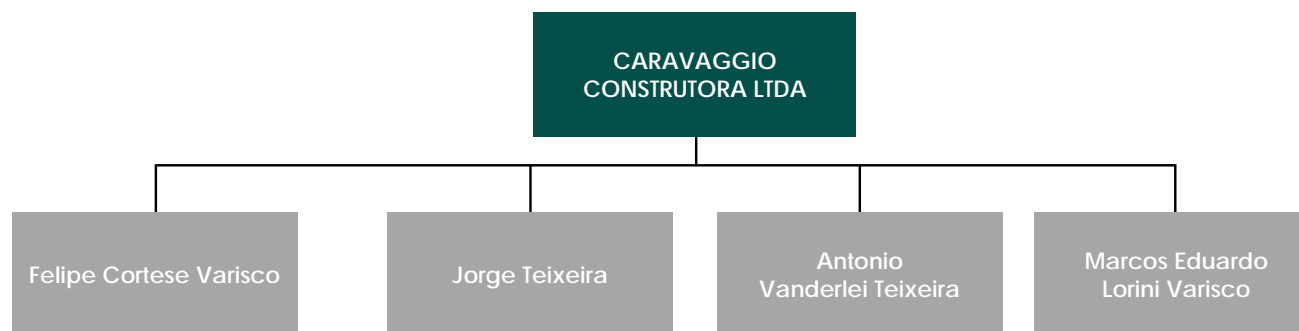 CARAVAGGIO
CONSTRUTORA LTDA
Felipe Cortese Varisco
Jorge Teixeira
Antonio
Vanderlei Teixeira
Marcos Eduardo
Lorini Varisco